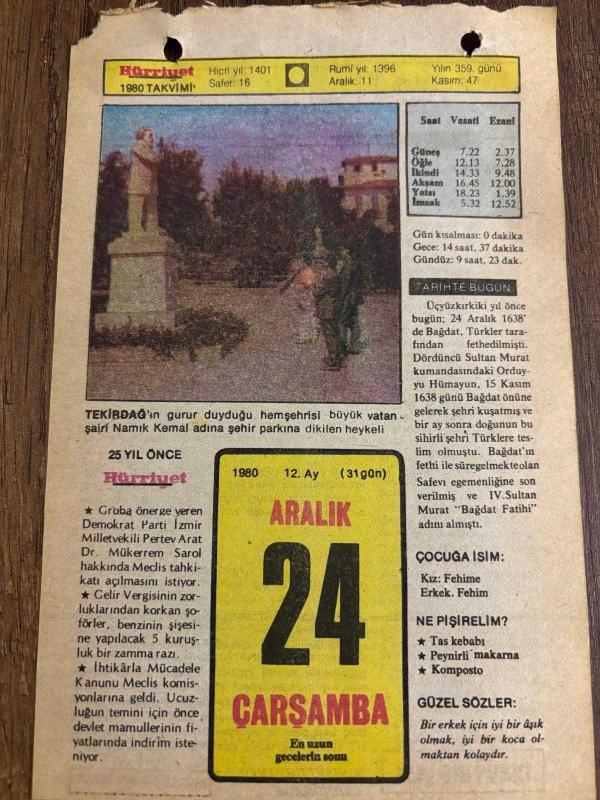 Hürriyet
1980 TAKVİMİ
Hicri yıl: 1401
Safer: 16
Rumî yıl: 1396
Aralık: 11
Yılın 359. günü
Kasım: 47
Saat Vasati Ezani
Güneş 7.22 2.37
Öğle 12.13 7.28
İkindi 14.33 9.48
Akşam 16.45 12.00
Yatsı 18.23 1.39
İmsak 5.32 12.52
Gün kısalması: 0 dakika
Gece: 14 saat, 37 dakika
Gündüz: 9 saat, 23 dak.
TARİHTE BUGÜN
Üçyüzkırkiki yıl önce
bugün; 24 Aralık 1638'
de Bağdat, Türkler tara-
fından fethedilmişti.
Dördüncü Sultan Murat
kumandasındaki Ordu-
yu Hümayun, 15 Kasım
1638 günü Bağdat önüne
gelerek şehri kuşatmış ve
bir ay sonra doğunun bu
sihirli şehri Türklere tes-
lim olmuştu. Bağdat'ın
fethi ile süregelmekteolan
Safevi egemenliğine son
verilmiş ve IV.Sultan
Murat "Bağdat Fatihi"
adını almıştı.
TEKİRDAĞ'ın gurur duyduğu hemşehrisi büyük vatan
şairi Namık Kemal adına şehir parkına dikilen heykeli
25 YIL ÖNCE
Hürriyet
★ Gruba önerge veren
Demokrat Parti İzmir
Milletvekili Pertev Arat
Dr. Mükerrem Sarol
hakkında Meclis tahki-
katı açılmasını istiyor.
★ Gelir Vergisinin zor-
luklarından korkan şo-
förler, benzinin şişesi-
ne yapılacak 5 kuruş-
luk bir zamma razı.
★ İhtikârla Mücadele
Kanunu Meclis komis-
yonlarına geldi. Ucuz-
luğun temini için önce
devlet mamullerinin fi-
yatlarında indirim iste-
niyor.
1980 12. Ay (31 gün)
ARALIK
24
ÇARŞAMBA
En uzun
gecelerin sonu
ÇOCUĞA İSİM:
Kız: Fehime
Erkek. Fehim
NE PİŞİRELİM?
★ Tas kebabı
★ Peynirli makarna
★ Komposto
GÜZEL SÖZLER:
Bir erkek için iyi bir âşık
olmak, iyi bir koca ol-
maktan kolaydır.